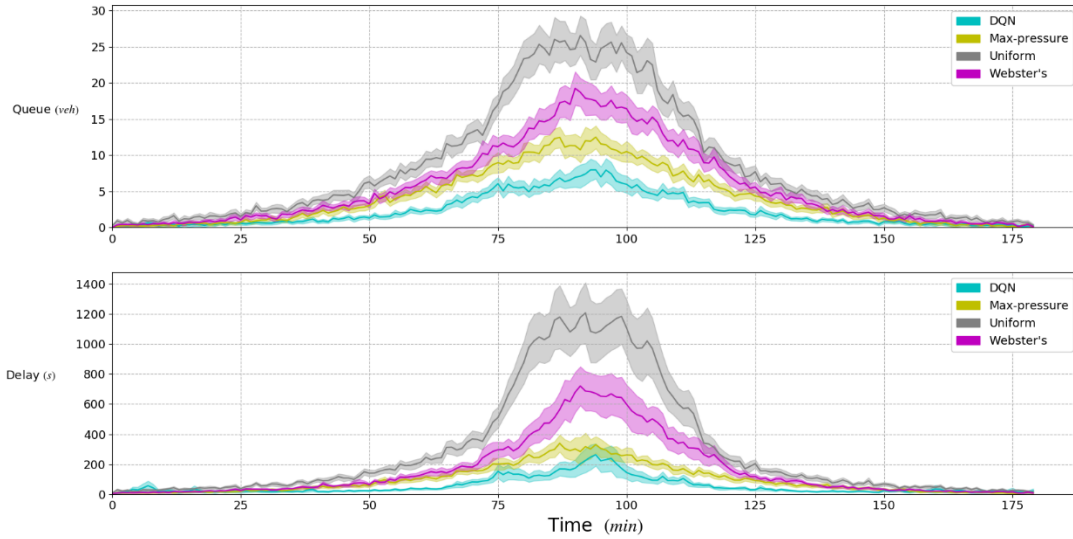 30
25
20
15
10
5
0
Queue (veh)
DQN
Max-pressure
Uniform
Webster's
0 25 50 75 100 125 150 175
1400
1200
1000
800
600
400
200
0
Delay (s)
DQN
Max-pressure
Uniform
Webster's
0 25 50 75 100 125 150 175
Time (min)